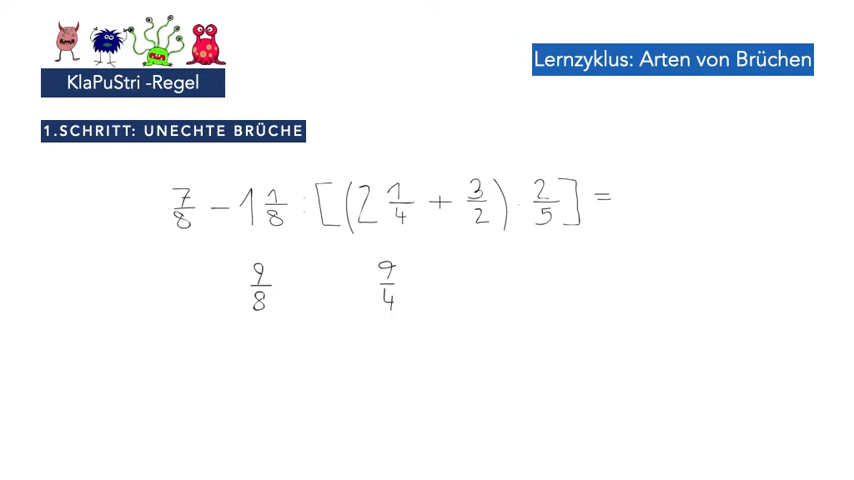 KlaPuStri -Regel
Lernzyklus: Arten von Brüchen
1.SCHRITT: UNECHTE BRÜCHE
7/8 - 1 1/8 : [(2 1/4 + 3/2) · 2/5] =
9/8 9/4